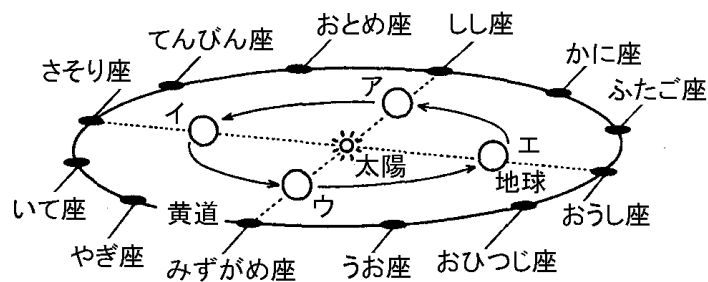 おとめ座
しし座
てんびん座
かに座
さそり座
ア
ふたご座
イ
エ
太陽
地球
いて座
ウ
おうし座
黄道
やぎ座
みずがめ座
うお座
おひつじ座